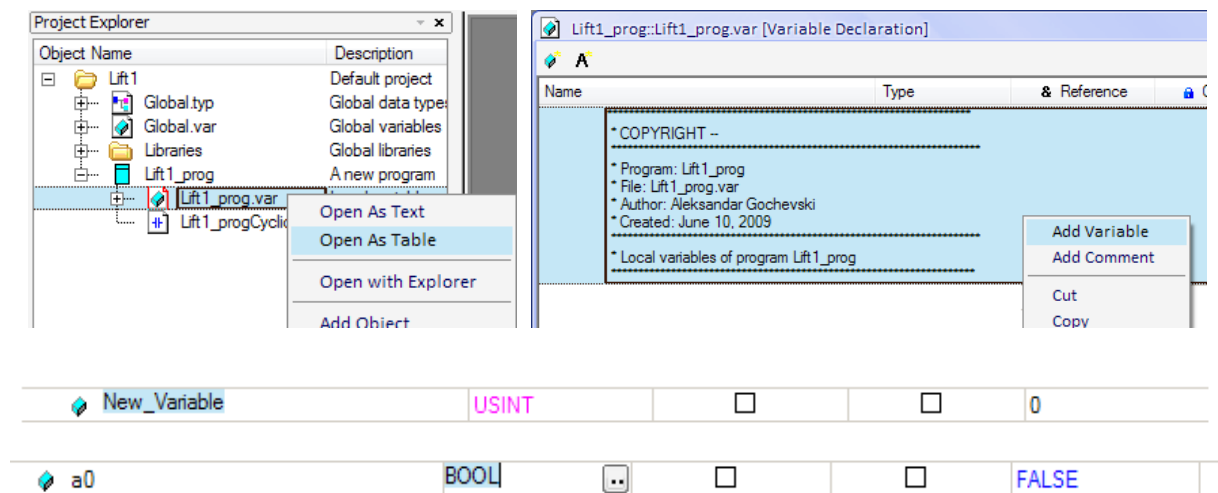 Project Explorer
Object Name Description
Lift1 Default project
Global.typ Global data types
Global.var Global variables
Libraries Global libraries
Lift1_prog A new program
Lift1_prog.var
Lift1_progCyclic
Open As Text
Open As Table
Open with Explorer
Add Object
Lift1_prog::Lift1_prog.var [Variable Declaration]
Name Type & Reference
* COPYRIGHT --
* Program: Lift1_prog
* File: Lift1_prog.var
* Author: Aleksandar Gochevski
* Created: June 10, 2009
* Local variables of program Lift1_prog
Add Variable
Add Comment
Cut
Copy
New_Variable USINT 0
a0 BOOL FALSE